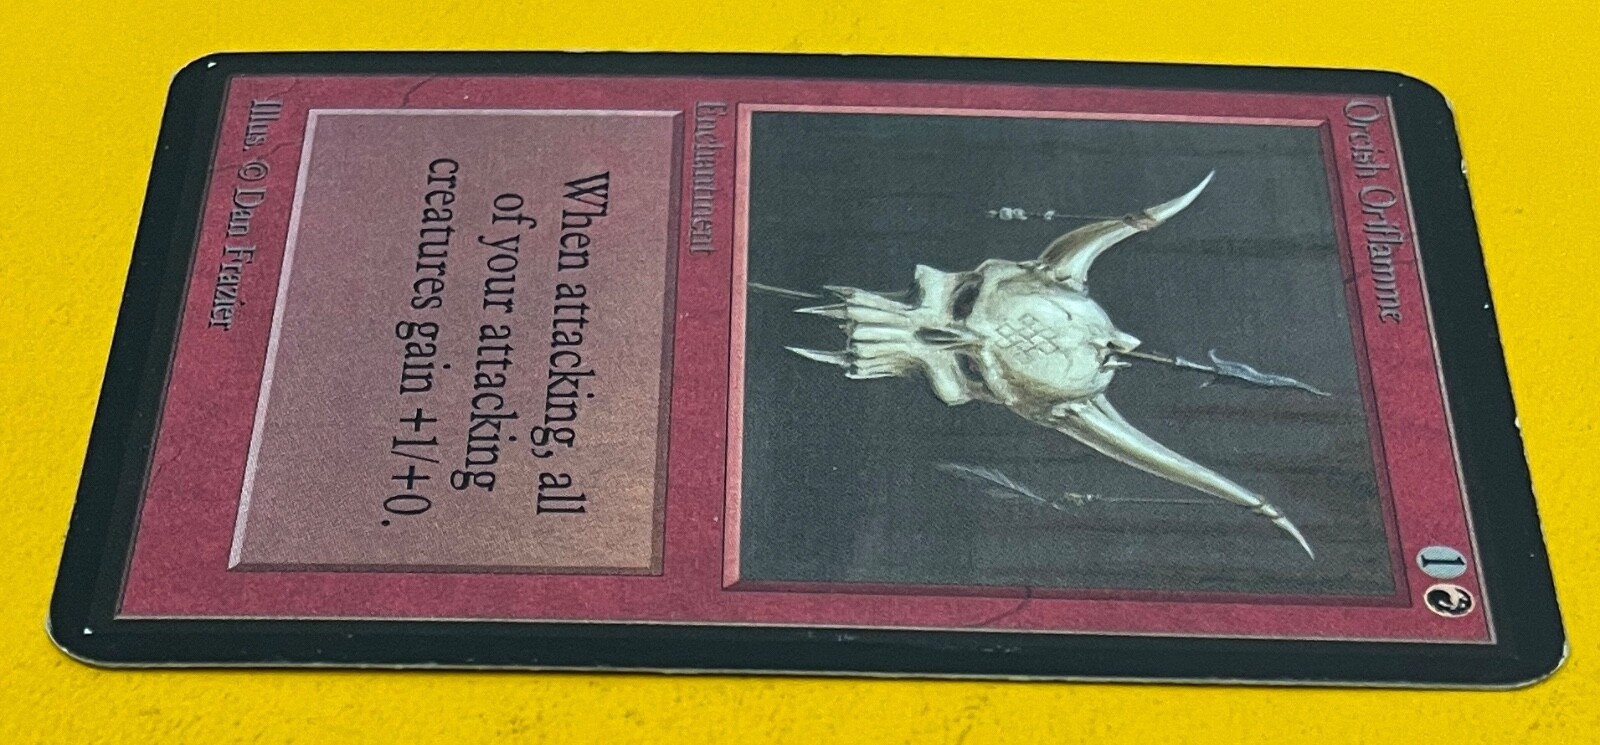 Orcish Oriflamme
1
Enchantment
When attacking, all
of your attacking
creatures gain +1/+0.
Illus. © Dan Frazier